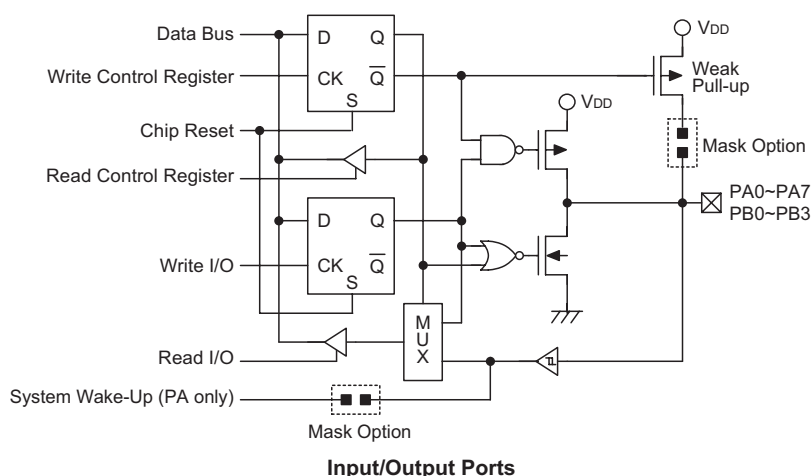 Data Bus
Write Control Register
Chip Reset
Read Control Register
Write I/O
Read I/O
System Wake-Up (PA only)
D Q
CK Q
S
D Q
CK Q
S
M
U
X
VDD
VDD
Weak
Pull-up
Mask Option
PA0~PA7
PB0~PB3
Mask Option
Input/Output Ports